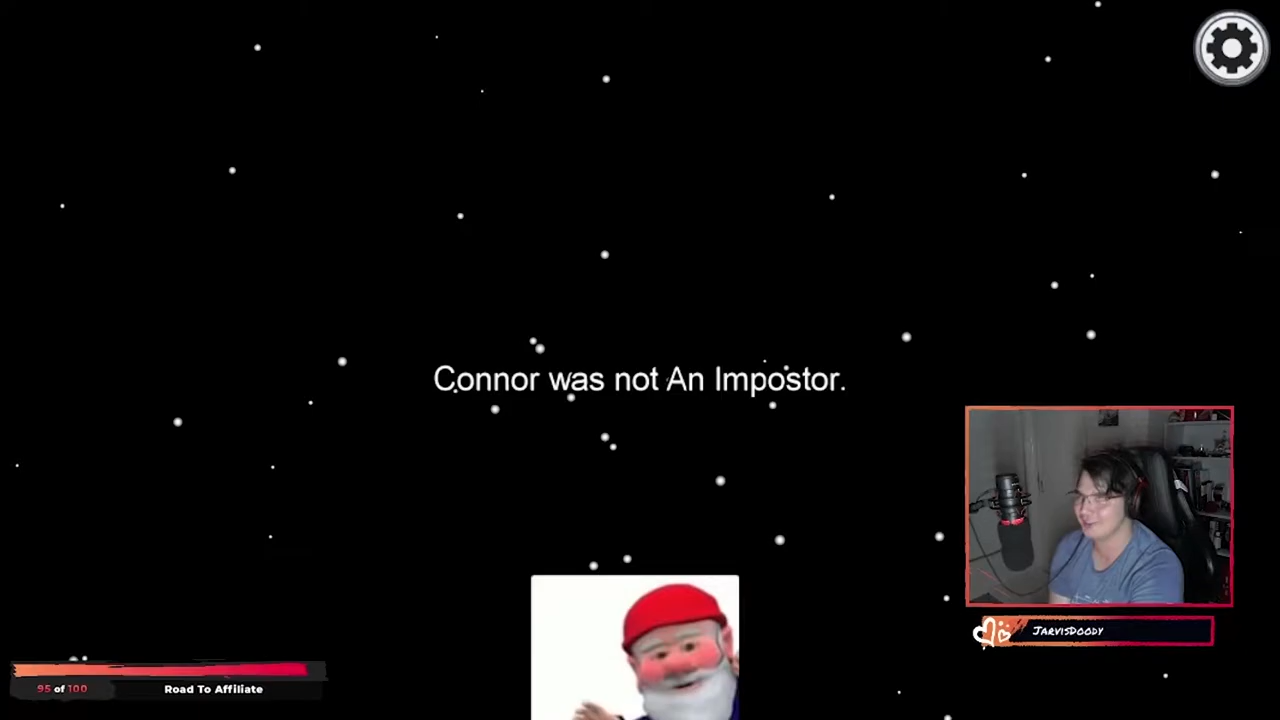 Connor was not An Impostor.
JarvisDoody
95 of 100
Road To Affiliate